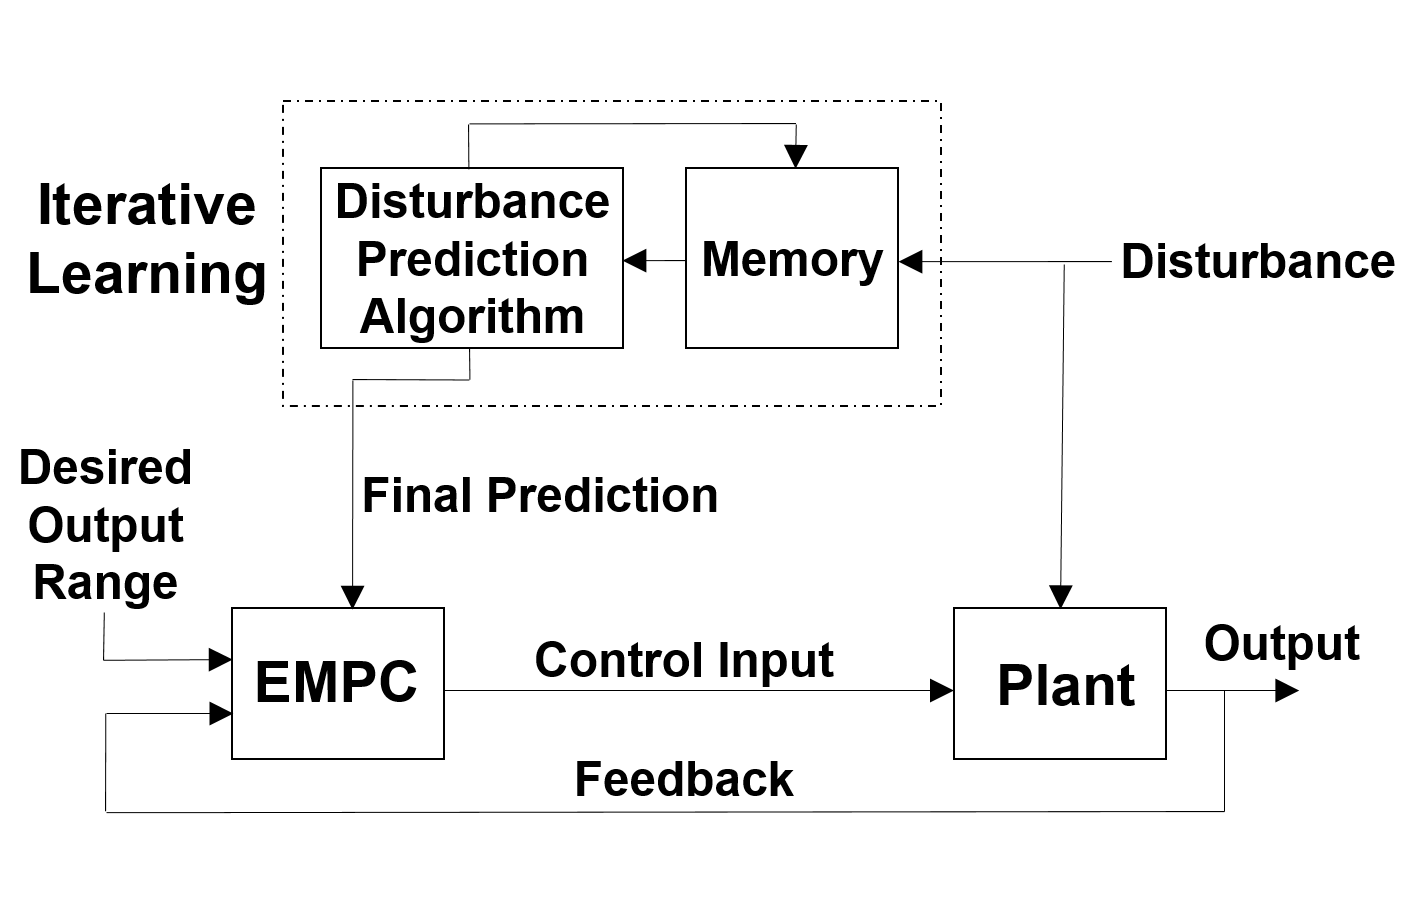 Iterative
Learning
Disturbance
Prediction
Algorithm
Memory
Disturbance
Desired
Output
Range
Final Prediction
EMPC
Control Input
Plant
Output
Feedback